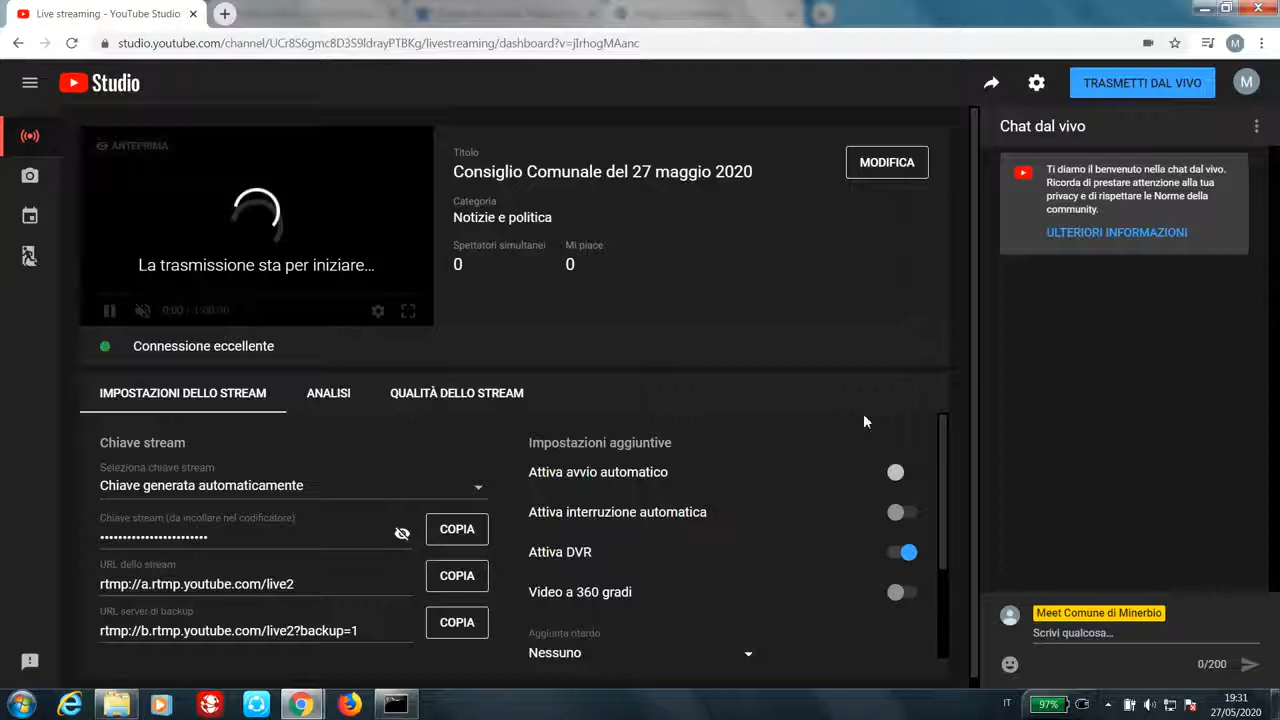 Live streaming - YouTube Studio
studio.youtube.com/channel/UCr8S6gmc8D3S9ldrayPTBKg/livestreaming/dashboard?v=jIrhogMAanc
M
Studio
TRASMETTI DAL VIVO
M
ANTEPRIMA
La trasmissione sta per iniziare...
0:00 / 1:00:00
Connessione eccellente
Titolo
Consiglio Comunale del 27 maggio 2020
MODIFICA
Categoria
Notizie e politica
Spettatori simultanei Mi piace
0 0
Chat dal vivo
Ti diamo il benvenuto nella chat dal vivo.
Ricorda di prestare attenzione alla tua
privacy e di rispettare le Norme della
community.
ULTERIORI INFORMAZIONI
IMPOSTAZIONI DELLO STREAM ANALISI QUALITÀ DELLO STREAM
Chiave stream
Seleziona chiave stream
Chiave generata automaticamente
Chiave stream (da incollare nel codificatore)
COPIA
URL dello stream
rtmp://a.rtmp.youtube.com/live2
COPIA
URL server di backup
rtmp://b.rtmp.youtube.com/live2?backup=1
COPIA
Impostazioni aggiuntive
Attiva avvio automatico
Attiva interruzione automatica
Attiva DVR
Video a 360 gradi
Aggiunta ritardo
Nessuno
Meet Comune di Minerbio
Scrivi qualcosa...
0/200
IT
97%
19:31
27/05/2020